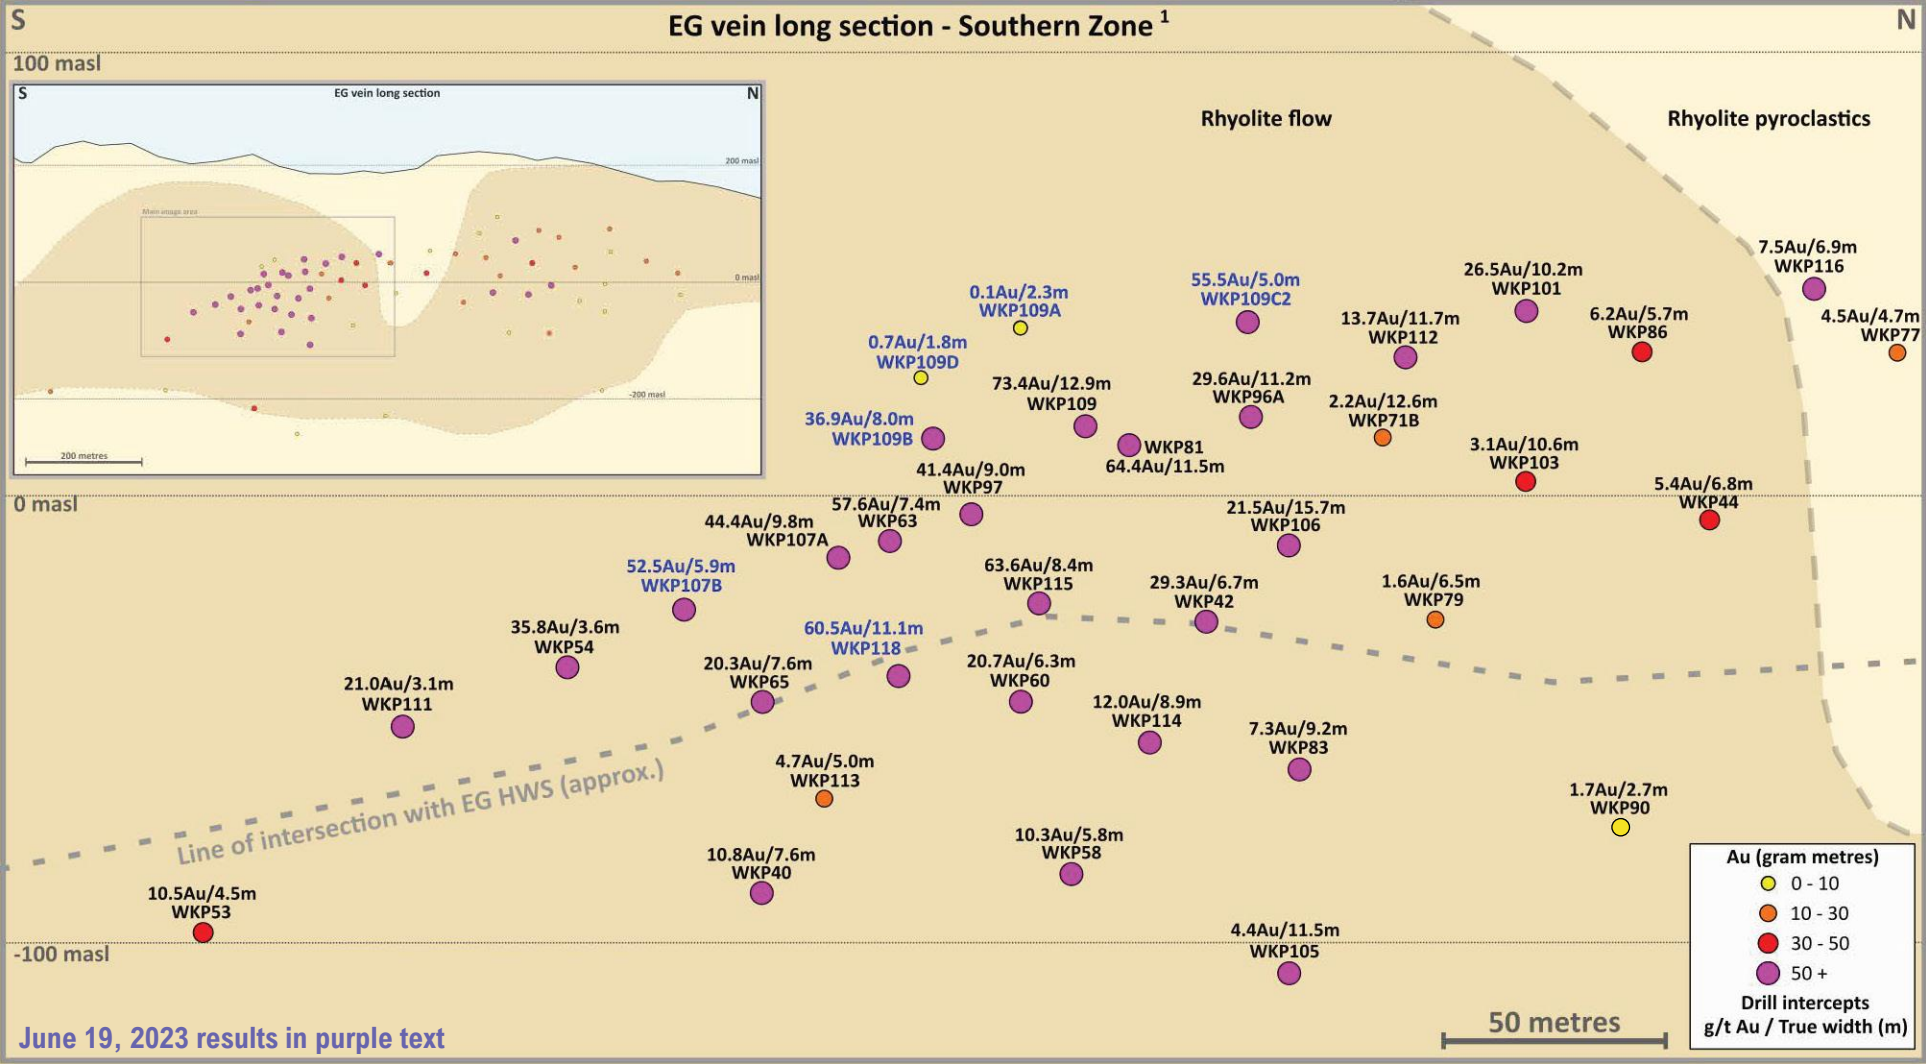 S
EG vein long section - Southern Zone 1
N
100 masl
S
EG vein long section
N
200 masl
Main image area
0 masl
-200 masl
200 metres
Rhyolite flow
Rhyolite pyroclastics
7.5Au/6.9m
WKP116
26.5Au/10.2m
WKP101
55.5Au/5.0m
WKP109C2
0.1Au/2.3m
WKP109A
6.2Au/5.7m
WKP86
4.5Au/4.7m
WKP77
13.7Au/11.7m
WKP112
0.7Au/1.8m
WKP109D
73.4Au/12.9m
WKP109
29.6Au/11.2m
WKP96A
2.2Au/12.6m
WKP71B
36.9Au/8.0m
WKP109B
WKP81
64.4Au/11.5m
3.1Au/10.6m
WKP103
41.4Au/9.0m
WKP97
5.4Au/6.8m
WKP44
0 masl
57.6Au/7.4m
WKP63
44.4Au/9.8m
WKP107A
21.5Au/15.7m
WKP106
52.5Au/5.9m
WKP107B
63.6Au/8.4m
WKP115
29.3Au/6.7m
WKP42
1.6Au/6.5m
WKP79
35.8Au/3.6m
WKP54
60.5Au/11.1m
WKP118
20.3Au/7.6m
WKP65
20.7Au/6.3m
WKP60
21.0Au/3.1m
WKP111
12.0Au/8.9m
WKP114
7.3Au/9.2m
WKP83
4.7Au/5.0m
WKP113
Line of intersection with EG HWS (approx.)
1.7Au/2.7m
WKP90
10.3Au/5.8m
WKP58
10.8Au/7.6m
WKP40
10.5Au/4.5m
WKP53
4.4Au/11.5m
WKP105
-100 masl
Au (gram metres)
0 - 10
10 - 30
30 - 50
50 +
Drill intercepts
g/t Au / True width (m)
50 metres
June 19, 2023 results in purple text